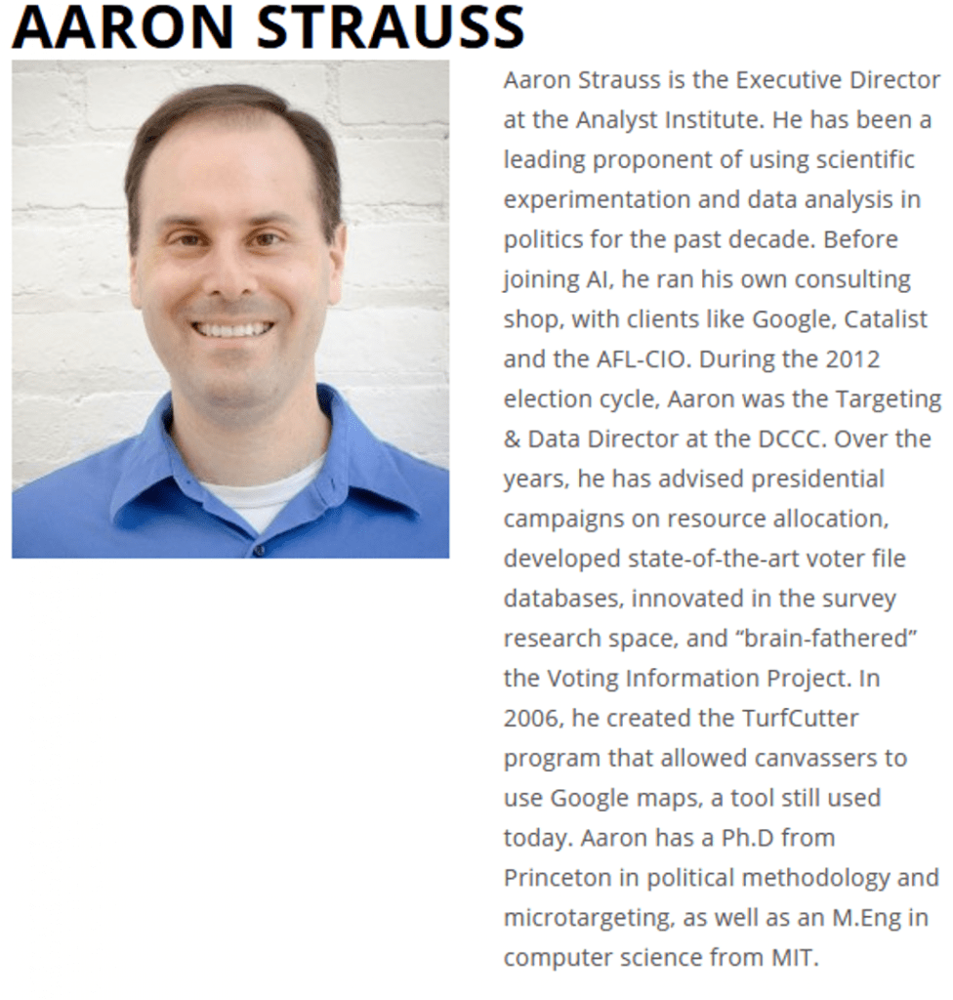 AARON STRAUSS
Aaron Strauss is the Executive Director
at the Analyst Institute. He has been a
leading proponent of using scientific
experimentation and data analysis in
politics for the past decade. Before
joining AI, he ran his own consulting
shop, with clients like Google, Catalist
and the AFL-CIO. During the 2012
election cycle, Aaron was the Targeting
& Data Director at the DCCC. Over the
years, he has advised presidential
campaigns on resource allocation,
developed state-of-the-art voter file
databases, innovated in the survey
research space, and “brain-fathered”
the Voting Information Project. In
2006, he created the TurfCutter
program that allowed canvassers to
use Google maps, a tool still used
today. Aaron has a Ph.D from
Princeton in political methodology and
microtargeting, as well as an M.Eng in
computer science from MIT.